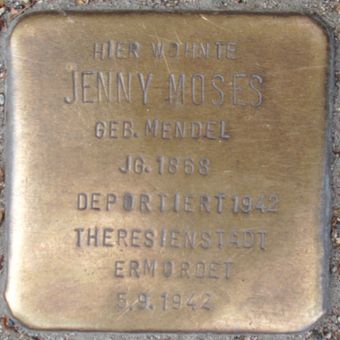 HIER WOHNTE
JENNY MOSES
GEB. MENDEL
JG. 1868
DEPORTIERT 1942
THERESIENSTADT
ERMORDET
5.9.1942